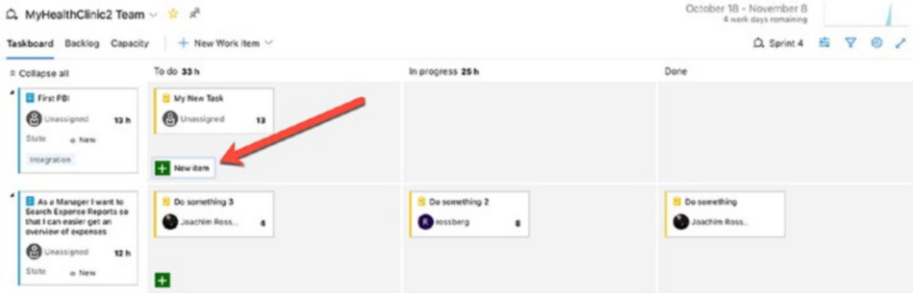 MyHealthClinic2 Team
October 18 - November 8
4 work days remaining
Taskboard Backlog Capacity + New Work item
Sprint 4
Collapse all
To do 33 h
In progress 25 h
Done
First PBI
Unassigned 13 h
State New
Integration
My New Task
Unassigned 13
New item
As a Manager I want to
Search Expense Reports so
that I can easier get an
overview of expenses
Unassigned 12 h
State New
Do something 3
Joachim Ross... 4
Do something 2
R rossberg 8
Do something
Joachim Ross...